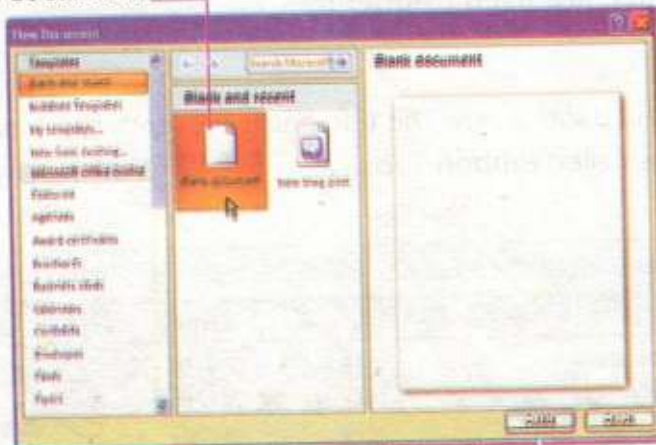 New Document
Templates
Blank and recent
Installed Templates
My templates...
New from existing...
Microsoft Office Online
Featured
Agendas
Award certificates
Brochures
Business cards
Calendars
Contracts
Envelopes
Faxes
Flyers
Blank and recent
Blank document
New blog post
Blank document
Create
Cancel